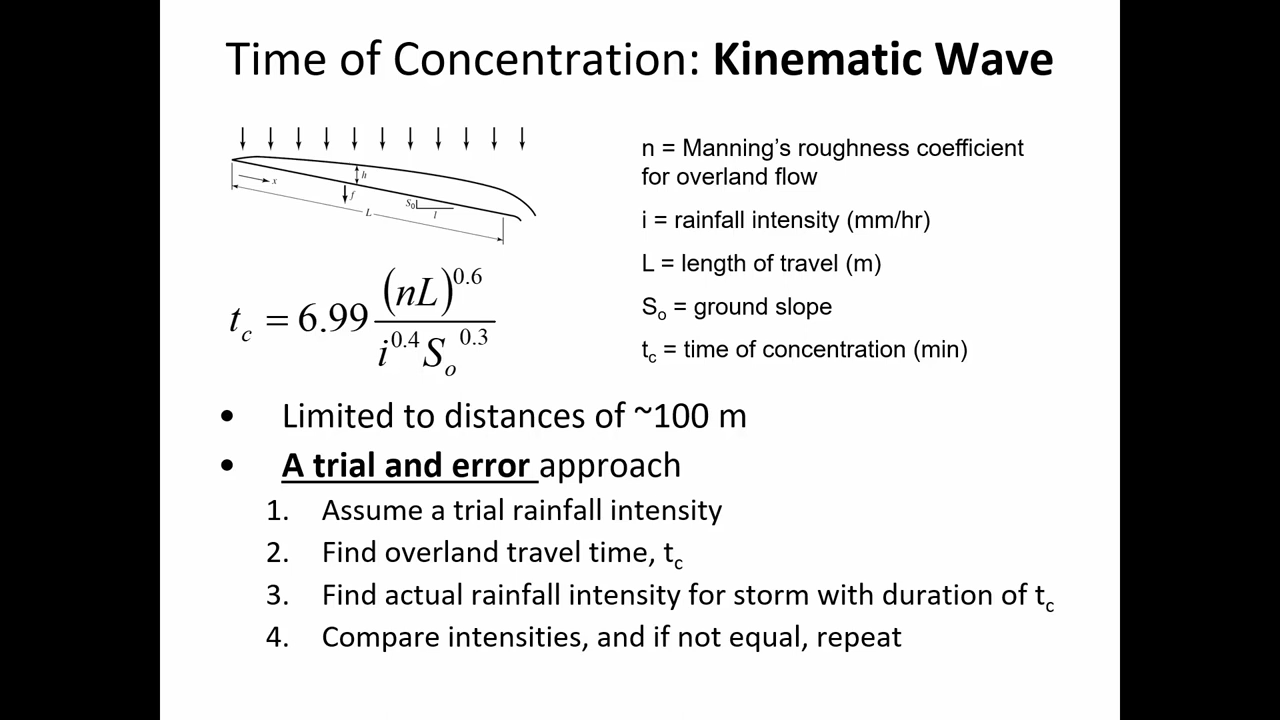 Time of Concentration: Kinematic Wave
h
x
f
S₀
l
L
n = Manning's roughness coefficient
for overland flow
i = rainfall intensity (mm/hr)
L = length of travel (m)
Sₒ = ground slope
t_c = time of concentration (min)
t_c = 6.99 (nL)^0.6 / i^0.4 Sₒ^0.3
• Limited to distances of ~100 m
• A trial and error approach
1. Assume a trial rainfall intensity
2. Find overland travel time, t_c
3. Find actual rainfall intensity for storm with duration of t_c
4. Compare intensities, and if not equal, repeat